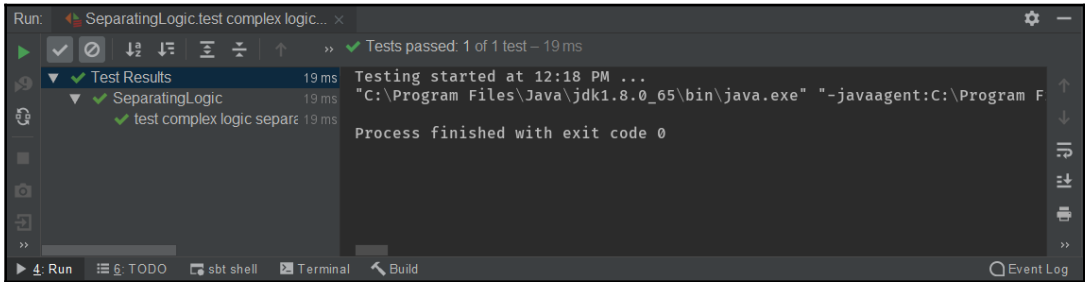 Run: SeparatingLogic.test complex logic... ×
>> Tests passed: 1 of 1 test – 19 ms
Test Results 19 ms
SeparatingLogic 19 ms
test complex logic separa 19 ms
Testing started at 12:18 PM ...
"C:\Program Files\Java\jdk1.8.0_65\bin\java.exe" "-javaagent:C:\Program F
Process finished with exit code 0
>> >>
4: Run 6: TODO sbt shell Terminal Build Event Log